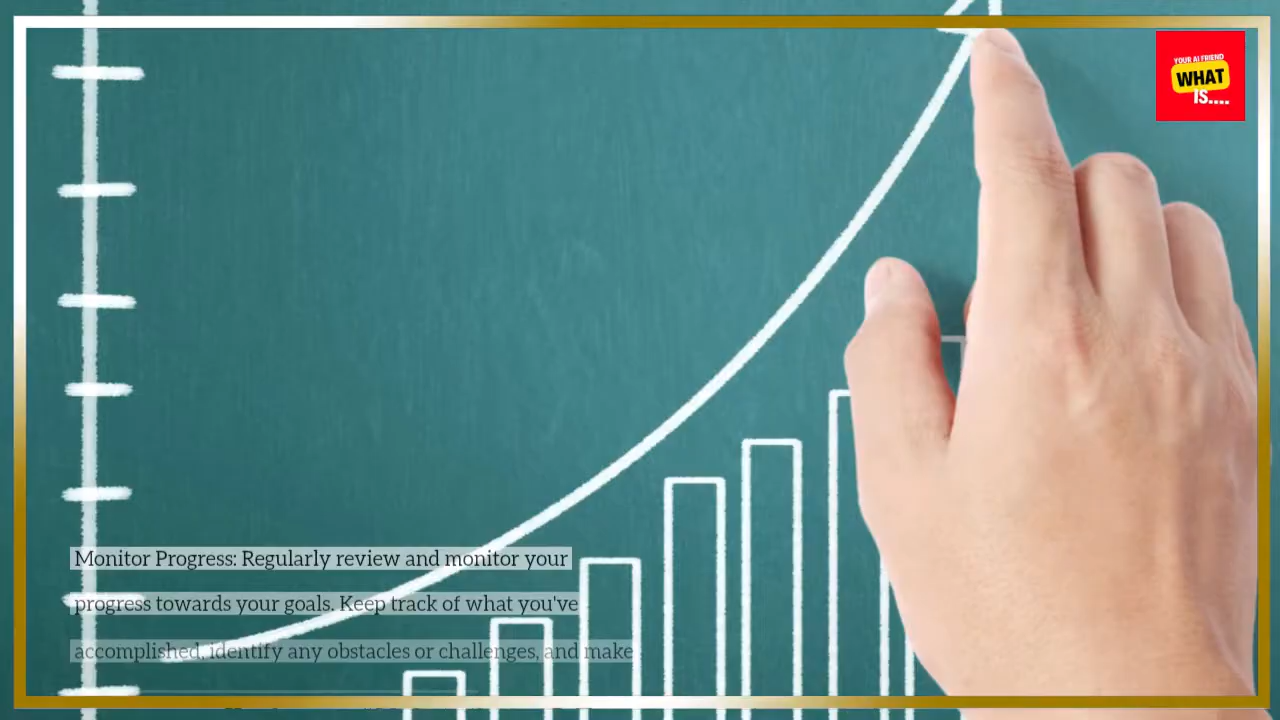 YOUR AI FRIEND
WHAT
IS....
Monitor Progress: Regularly review and monitor your
progress towards your goals. Keep track of what you've
accomplished, identify any obstacles or challenges, and make